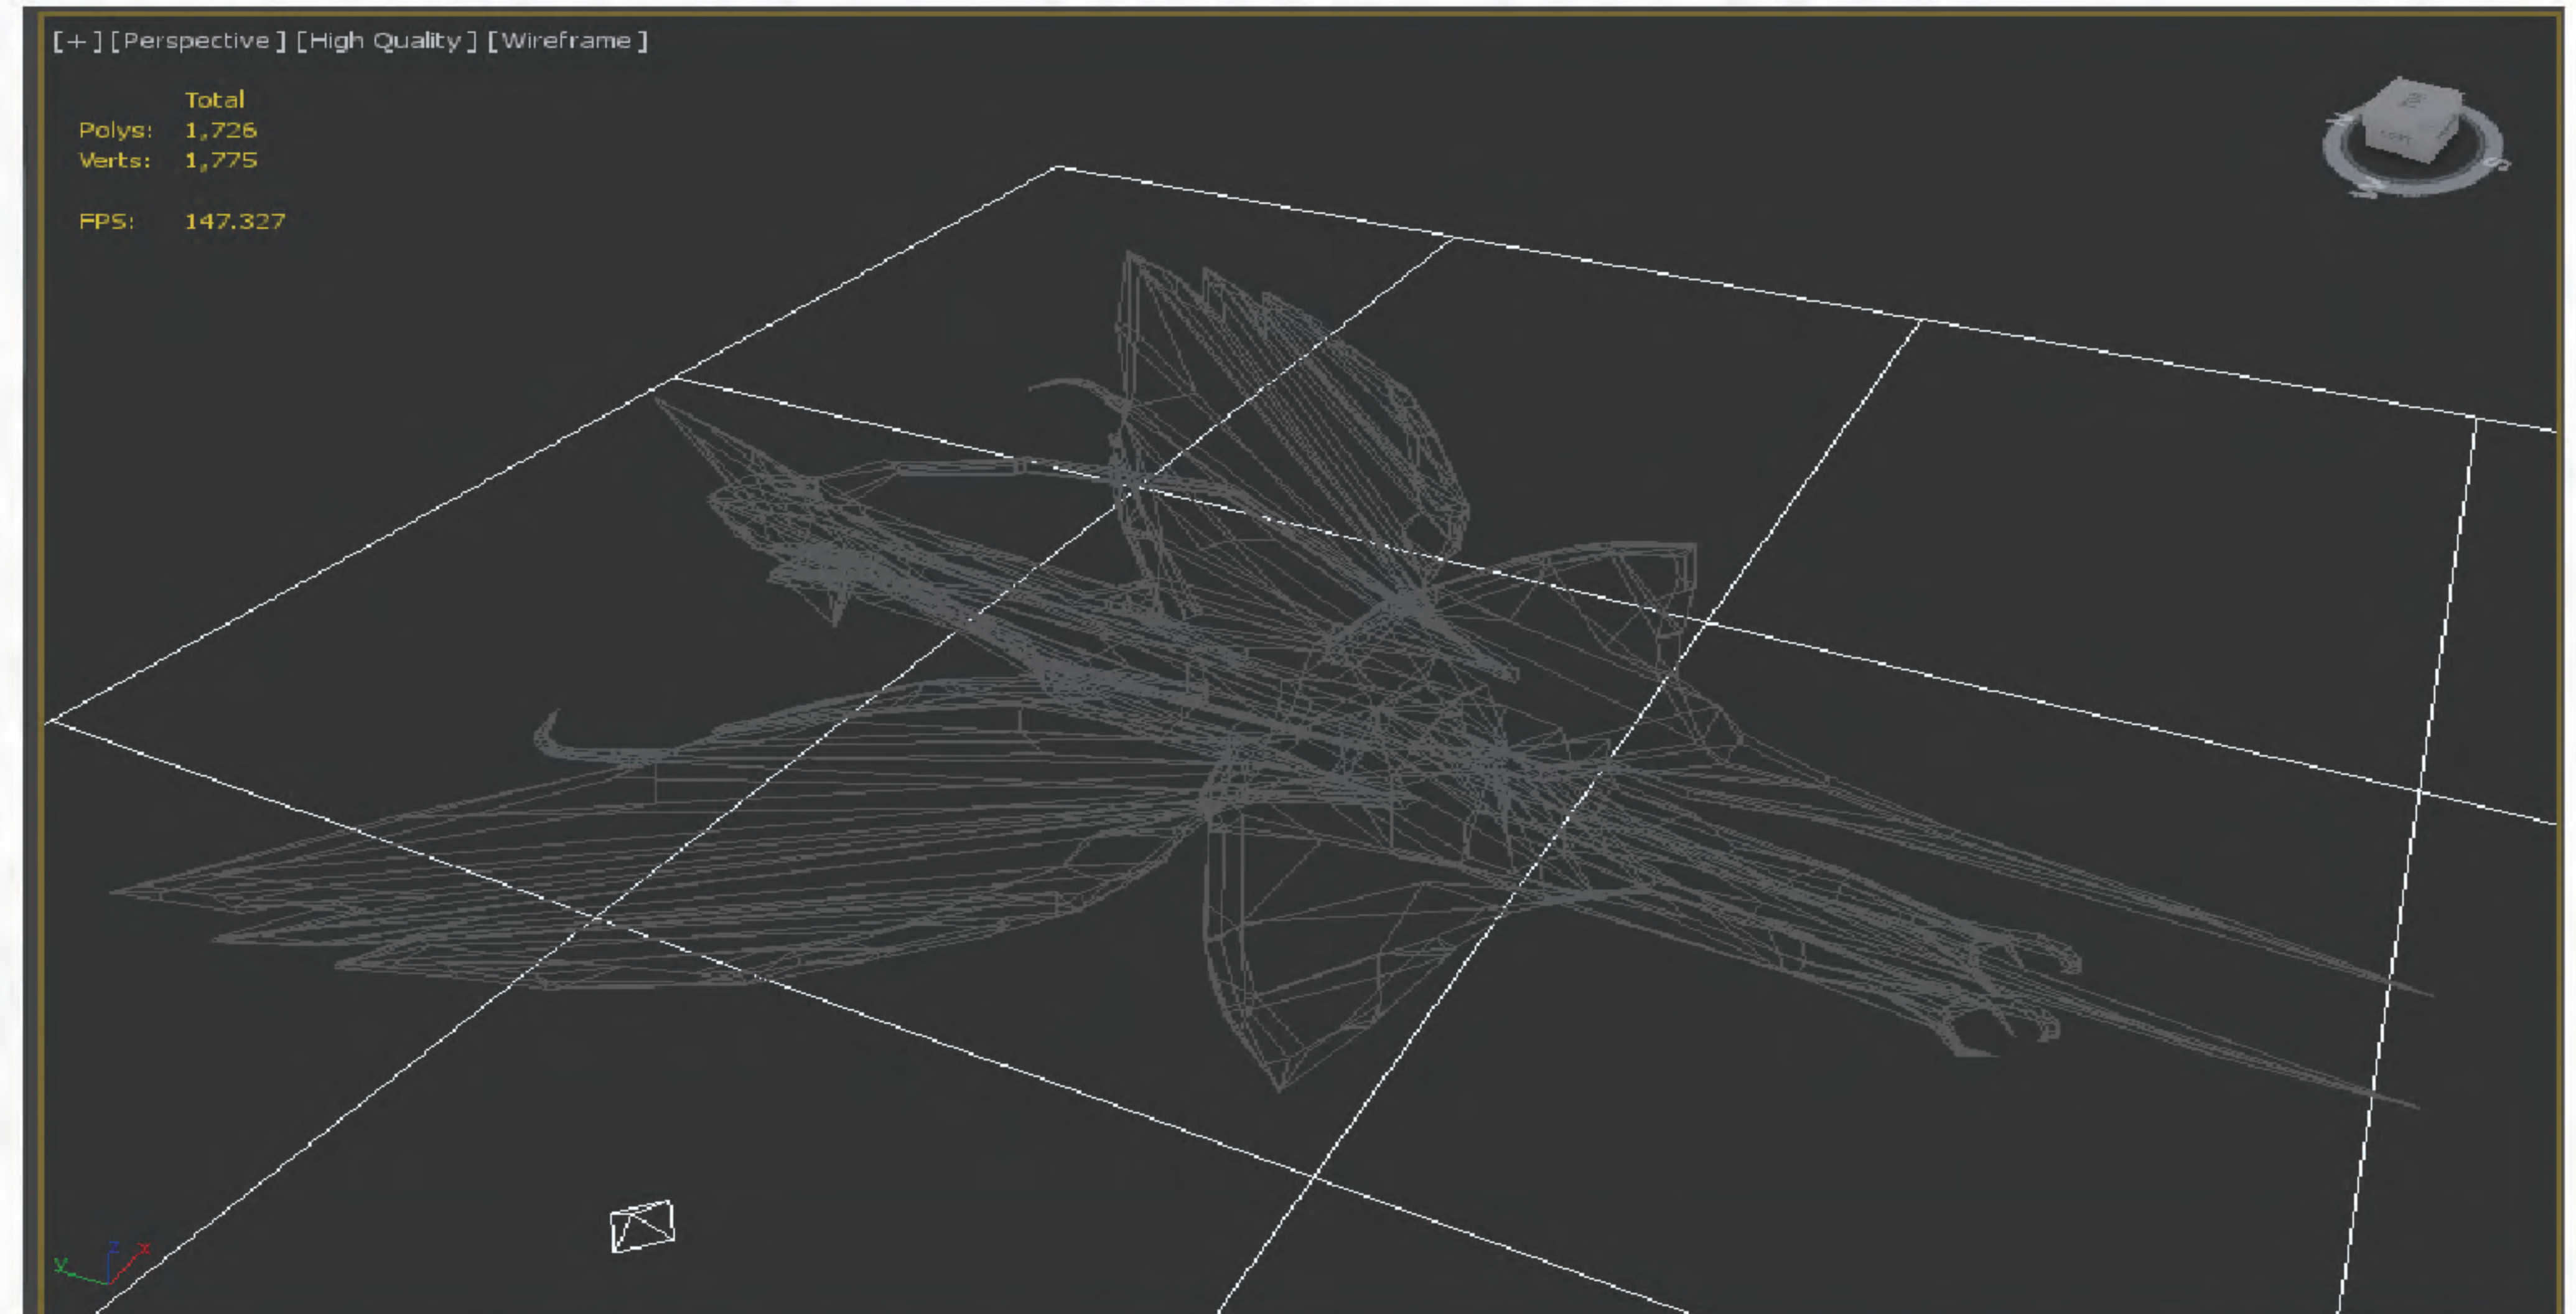 [+] [Perspective] [High Quality] [Wireframe]
Total
Polys: 1,726
Verts: 1,775
FPS: 147.327
S
z x
y